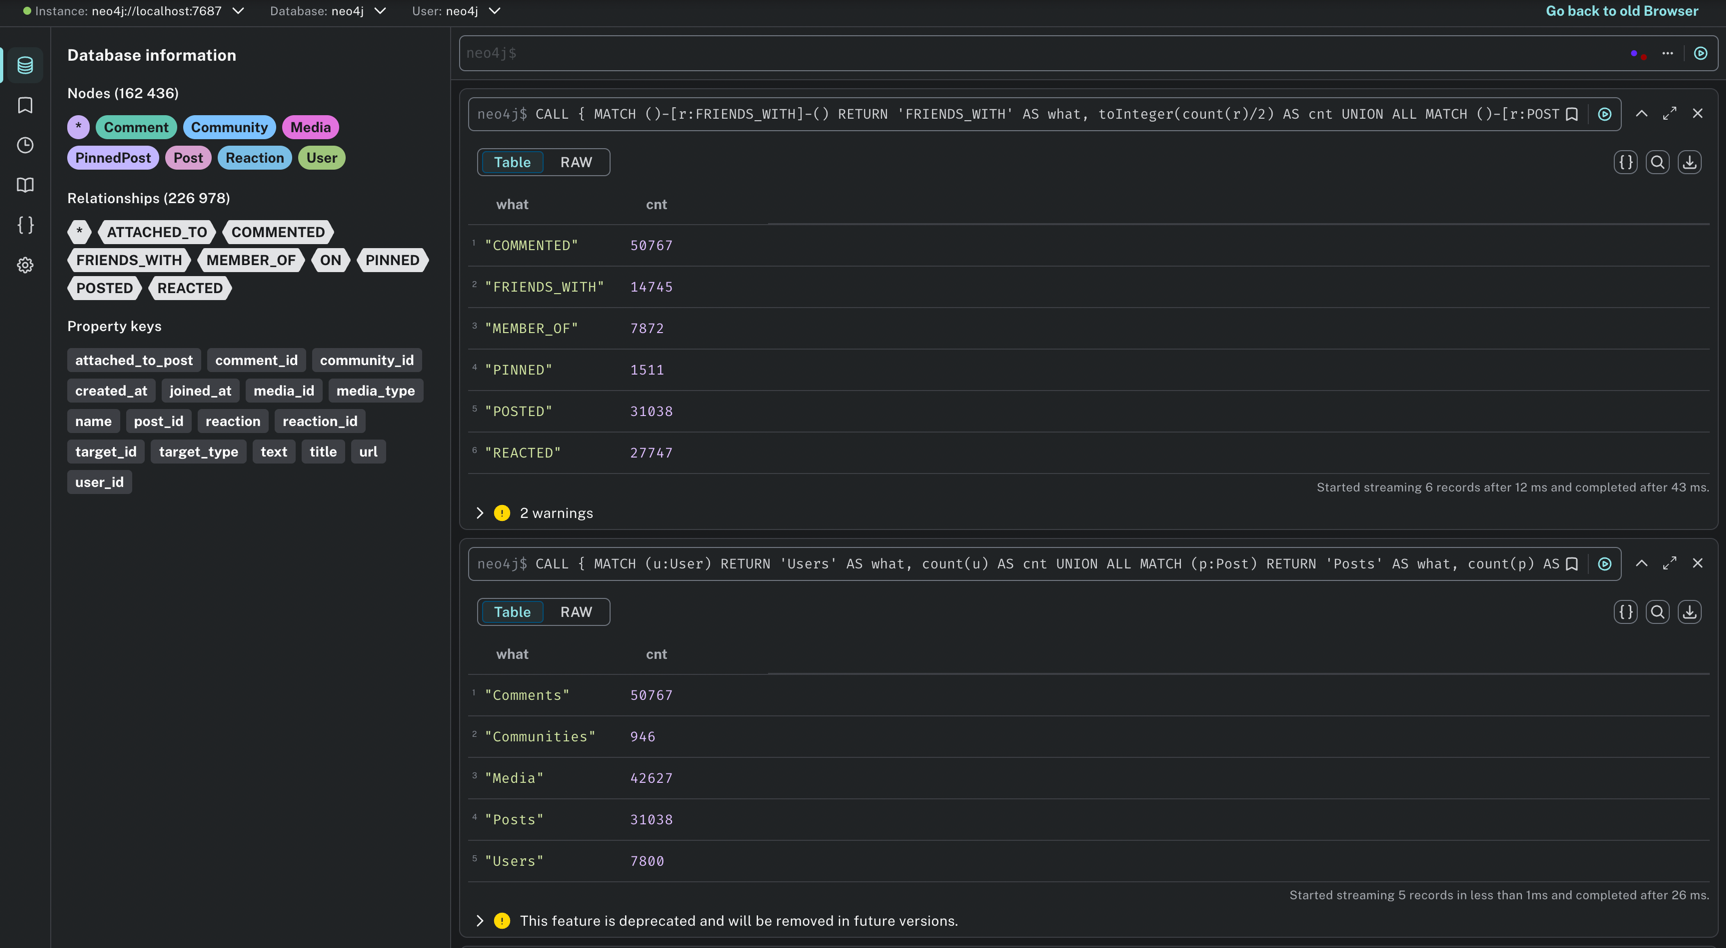 Instance: neo4j://localhost:7687 Database: neo4j User: neo4j Go back to old Browser
Database information
Nodes (162 436)
* Comment Community Media
PinnedPost Post Reaction User
Relationships (226 978)
* ATTACHED_TO COMMENTED
FRIENDS_WITH MEMBER_OF ON PINNED
POSTED REACTED
Property keys
attached_to_post comment_id community_id
created_at joined_at media_id media_type
name post_id reaction reaction_id
target_id target_type text title url
user_id
neo4j$
neo4j$ CALL { MATCH ()-[r:FRIENDS_WITH]-() RETURN 'FRIENDS_WITH' AS what, toInteger(count(r)/2) AS cnt UNION ALL MATCH ()-[r:POST
Table RAW
what cnt
1 "COMMENTED" 50767
2 "FRIENDS_WITH" 14745
3 "MEMBER_OF" 7872
4 "PINNED" 1511
5 "POSTED" 31038
6 "REACTED" 27747
Started streaming 6 records after 12 ms and completed after 43 ms.
2 warnings
neo4j$ CALL { MATCH (u:User) RETURN 'Users' AS what, count(u) AS cnt UNION ALL MATCH (p:Post) RETURN 'Posts' AS what, count(p) AS
Table RAW
what cnt
1 "Comments" 50767
2 "Communities" 946
3 "Media" 42627
4 "Posts" 31038
5 "Users" 7800
Started streaming 5 records in less than 1ms and completed after 26 ms.
This feature is deprecated and will be removed in future versions.